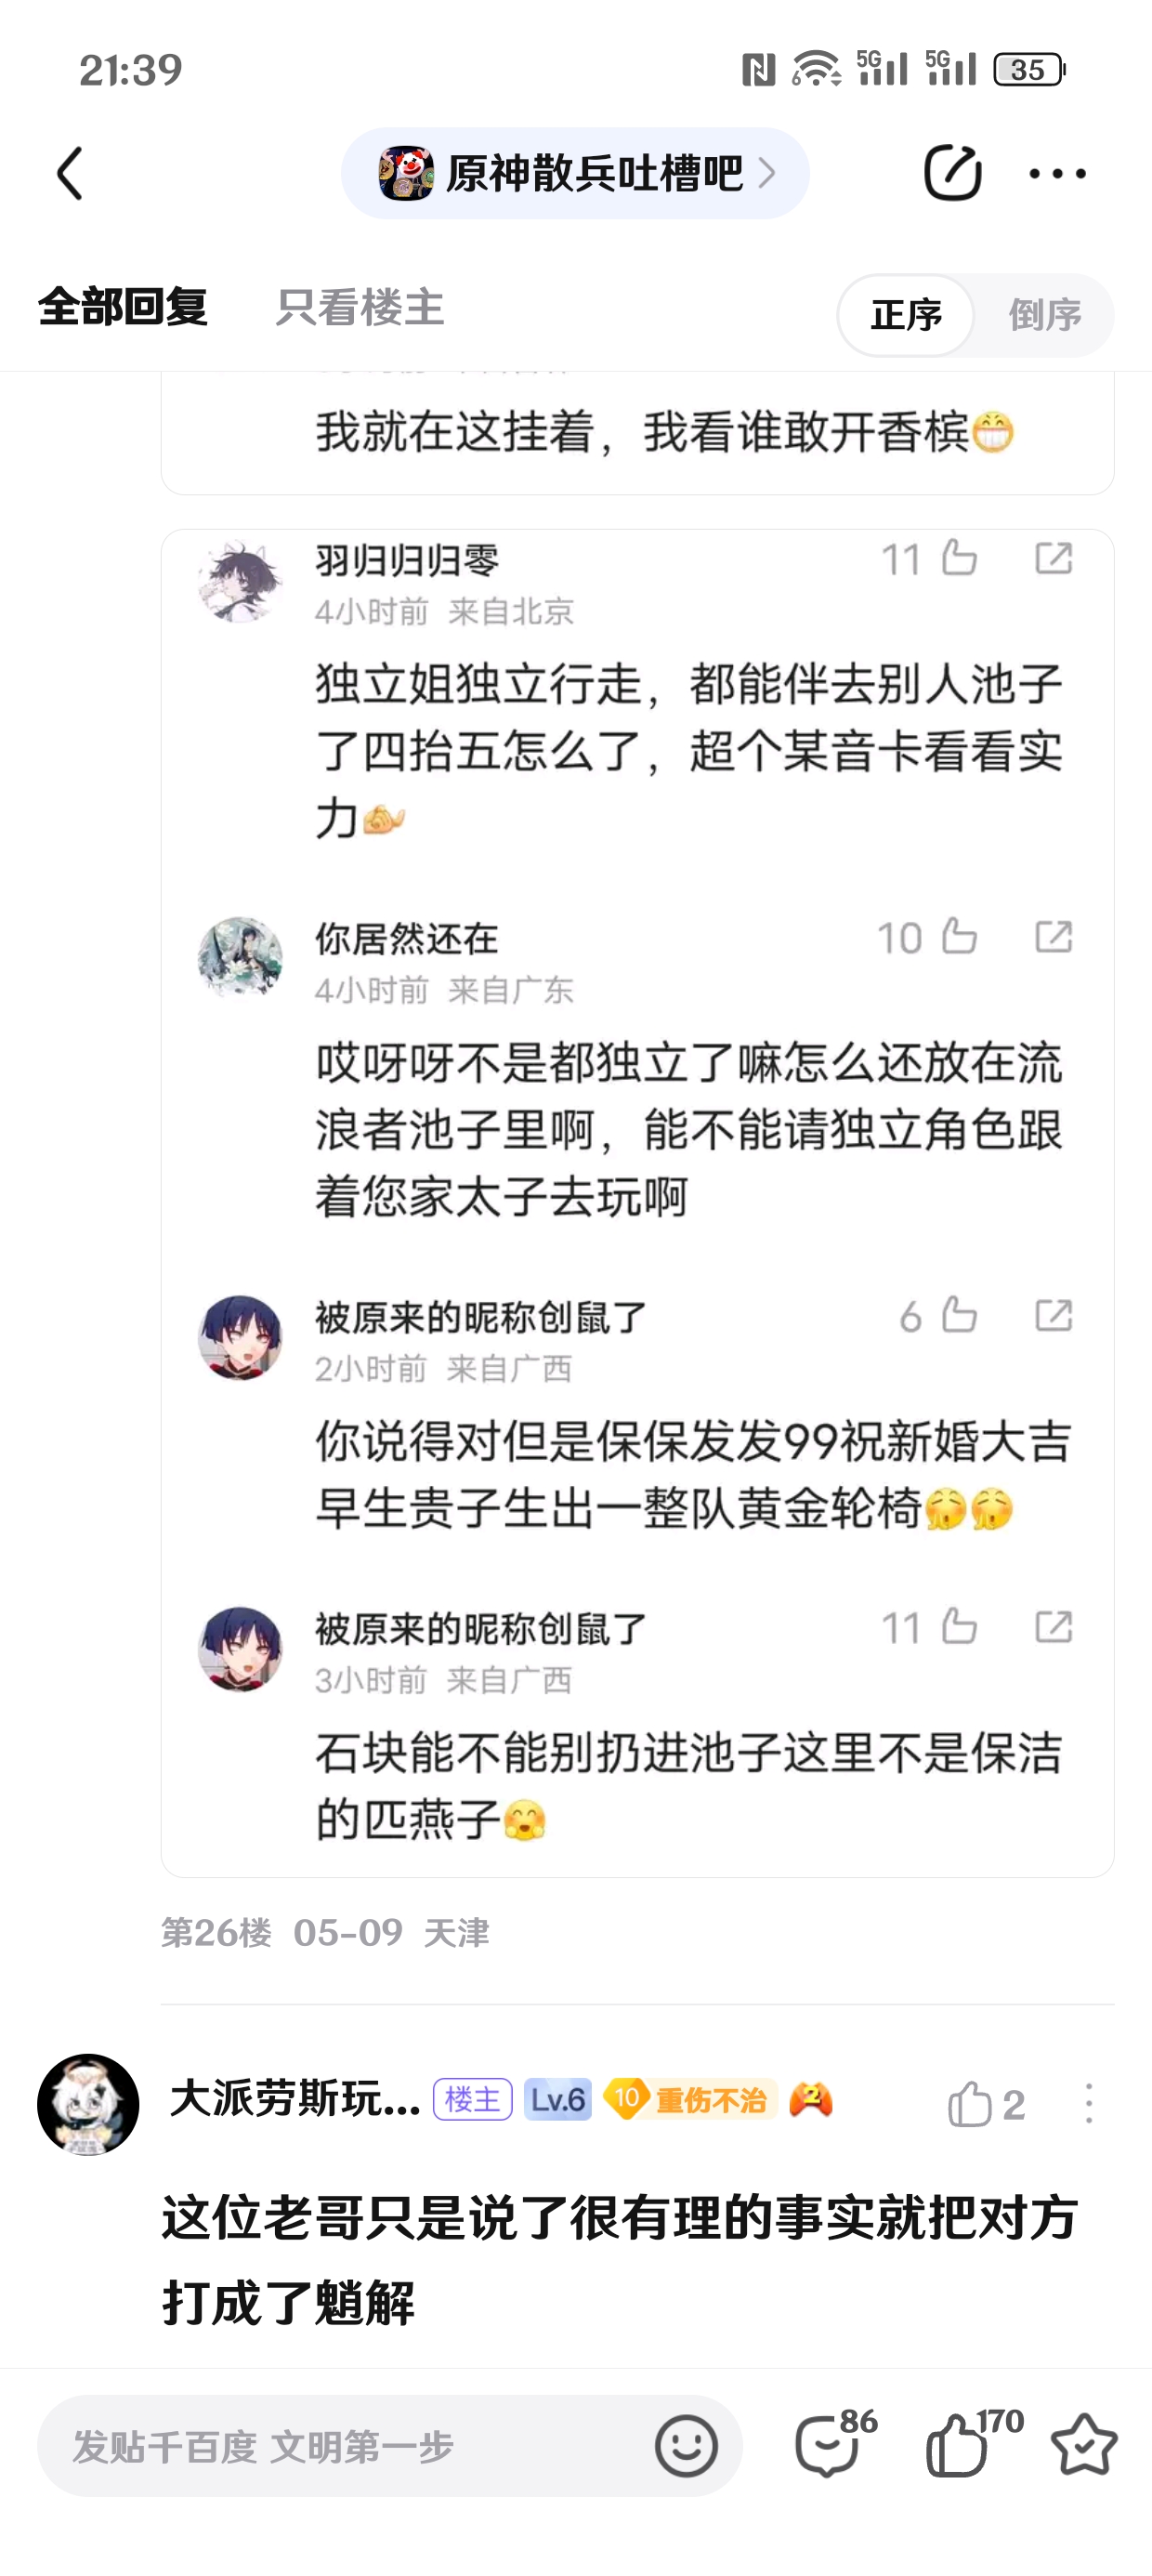 21:39
5G 5G 35
原神散兵吐槽吧
全部回复 只看楼主 正序 倒序
我就在这挂着，我看谁敢开香槟😁
羽归归归零 11
4小时前 来自北京
独立姐独立行走，都能伴去别人池子
了四抬五怎么了，超个某音卡看看实
力
你居然还在 10
4小时前 来自广东
哎呀呀不是都独立了嘛怎么还放在流
浪者池子里啊，能不能请独立角色跟
着您家太子去玩啊
被原来的昵称创鼠了 6
2小时前 来自广西
你说得对但是保保发发99祝新婚大吉
早生贵子生出一整队黄金轮椅
被原来的昵称创鼠了 11
3小时前 来自广西
石块能不能别扔进池子这里不是保洁
的匹燕子
第26楼 05-09 天津
大派劳斯玩... 楼主 Lv.6 10 重伤不治 2 2
这位老哥只是说了很有理的事实就把对方
打成了魈解
发贴千百度 文明第一步 86 170